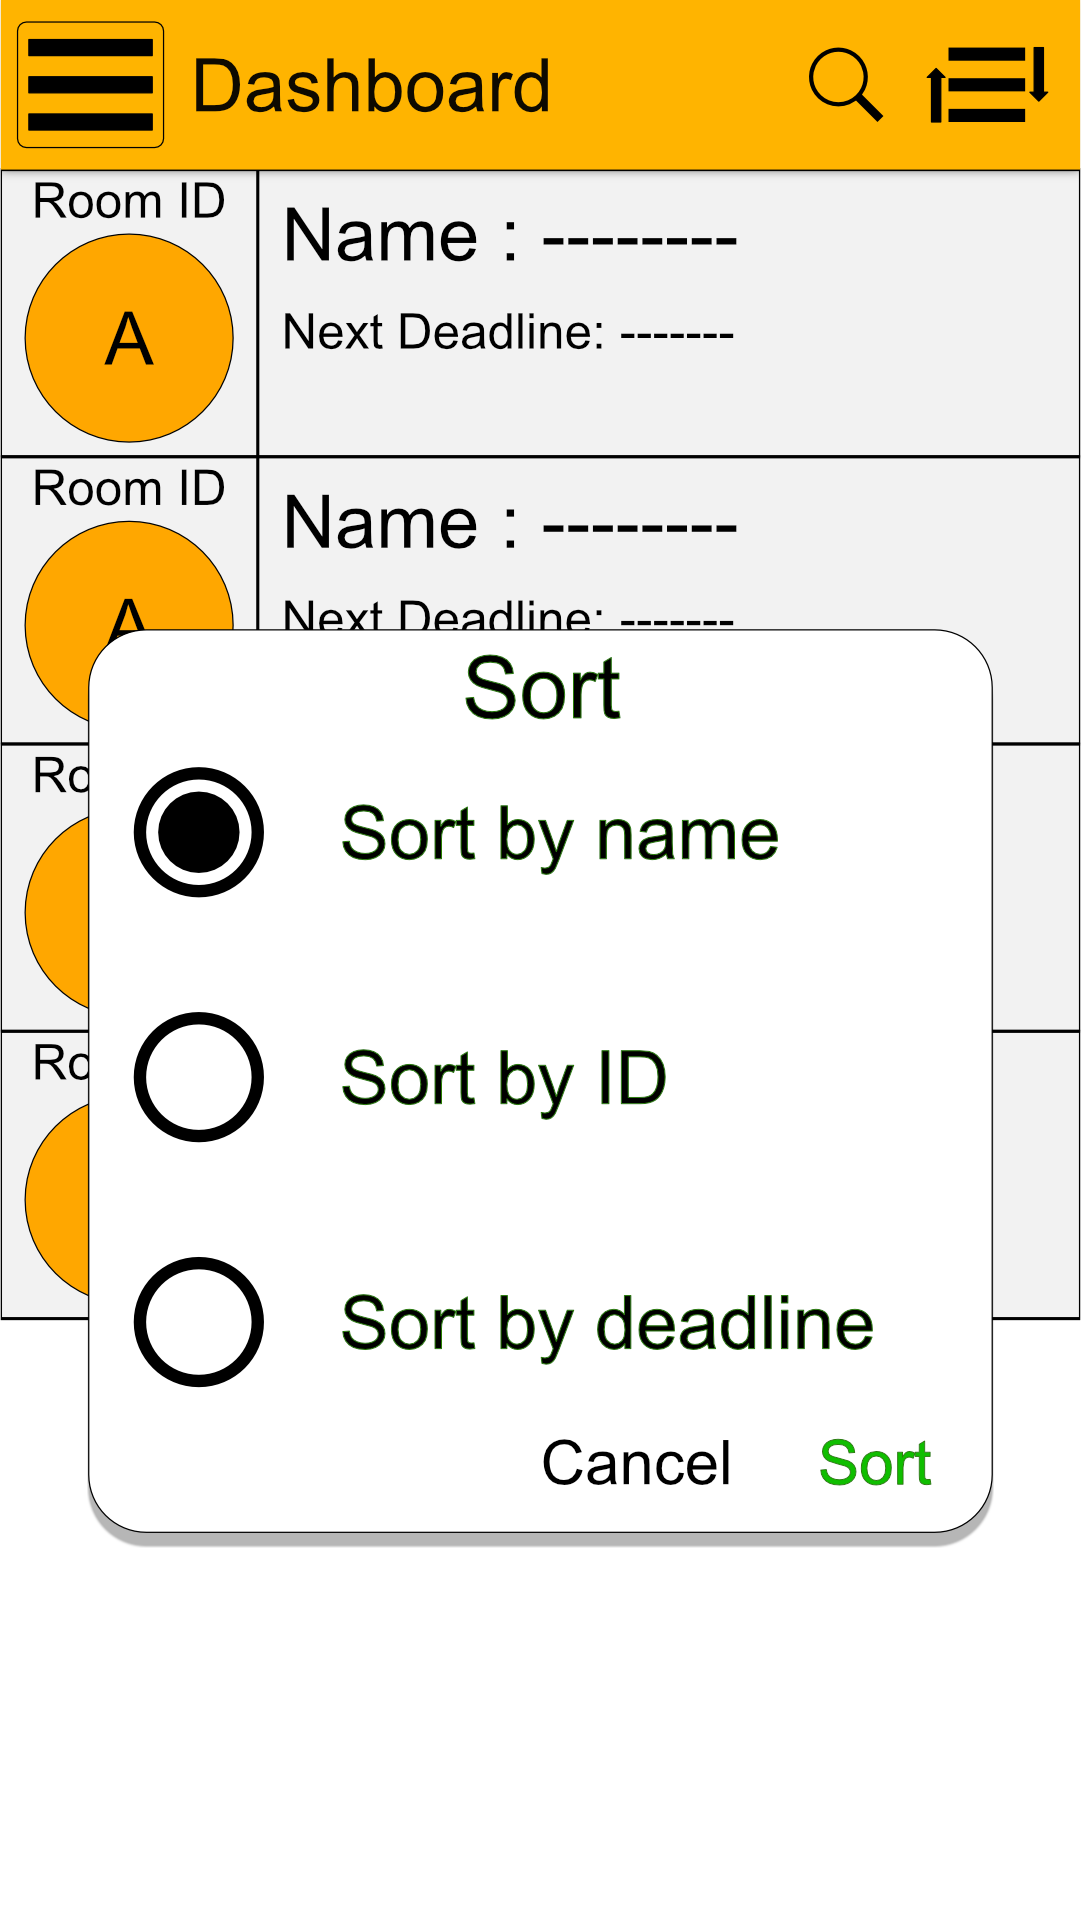 Dashboard
Room ID
A
Name : --------
Next Deadline: -------
Room ID
A
Name : --------
Next Deadline: -------
Ro
Ro
Sort
Sort by name
Sort by ID
Sort by deadline
Cancel Sort